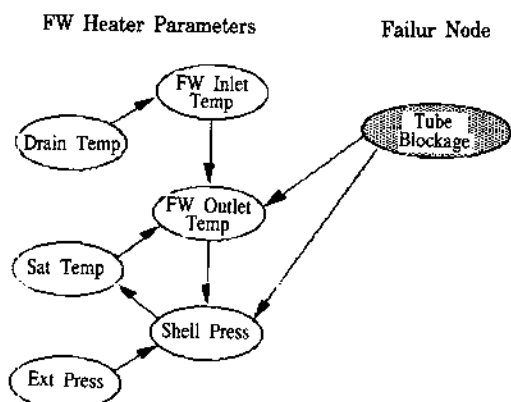 FW Heater Parameters
Failur Node
FW Inlet
Temp
Drain Temp
Tube
Blockage
FW Outlet
Temp
Sat Temp
Shell Press
Ext Press